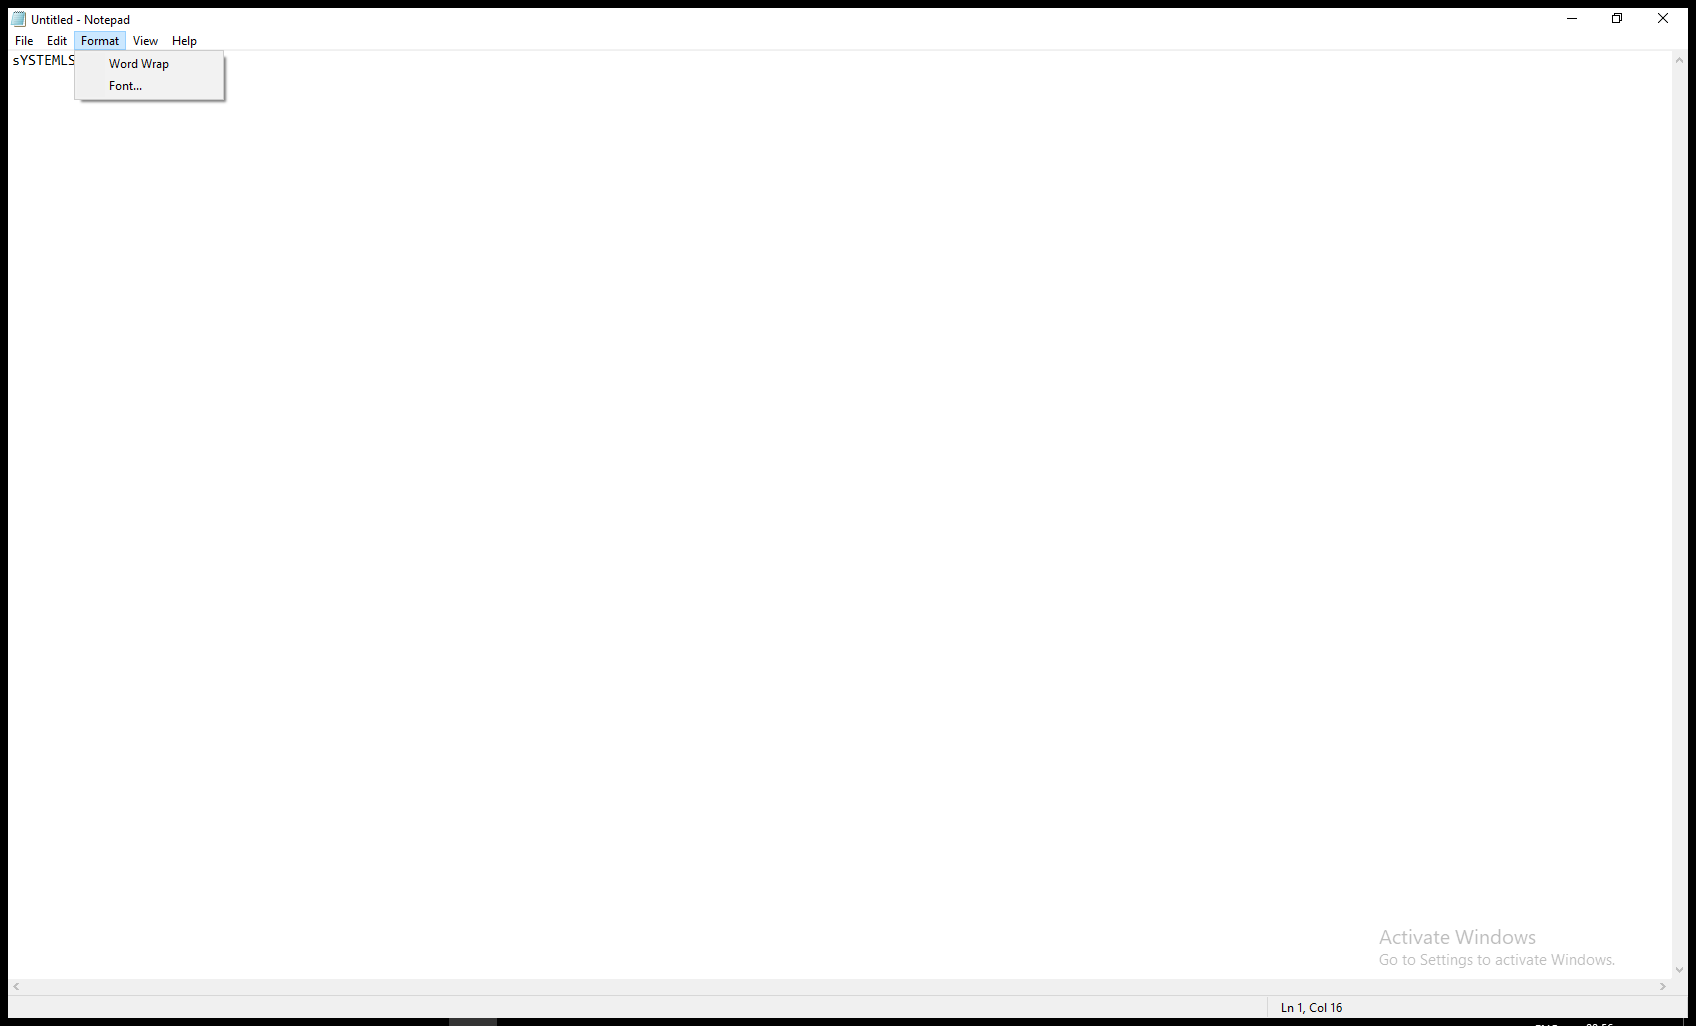 Untitled - Notepad
File Edit Format View Help
sYSTEMLS
Word Wrap
Font...
Activate Windows
Go to Settings to activate Windows.
Ln 1, Col 16